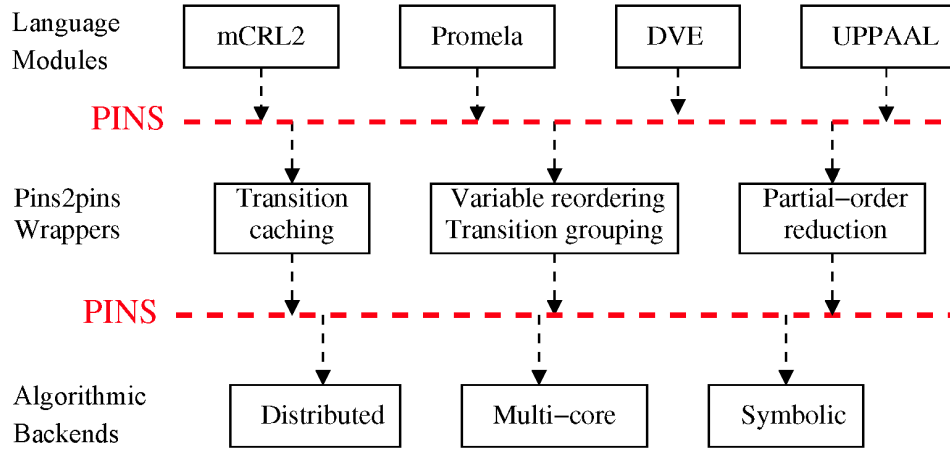 Language
Modules
mCRL2
Promela
DVE
UPPAAL
PINS
Pins2pins
Wrappers
Transition
caching
Variable reordering
Transition grouping
Partial−order
reduction
PINS
Algorithmic
Backends
Distributed
Multi−core
Symbolic